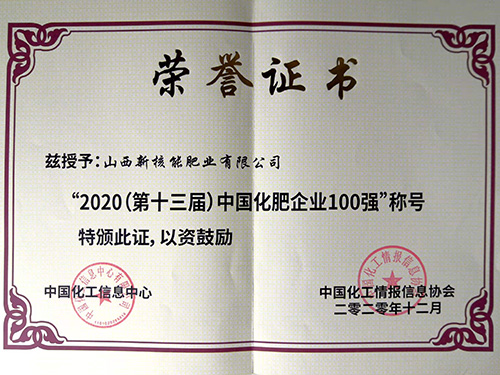 荣誉证书
兹授予：山西新核能肥业有限公司
“2020（第十三届）中国化肥企业100强”称号
特颁此证，以资鼓励
中国化工信息中心
中国化工情报信息协会
二零二零年十二月